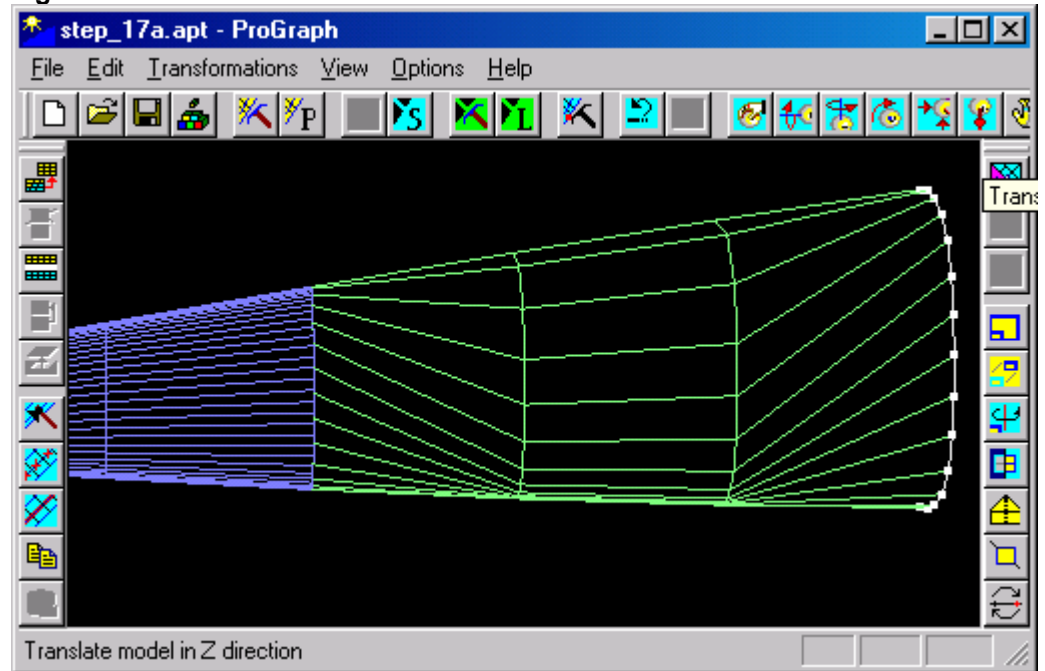 step_17a.apt - ProGraph
File Edit Transformations View Options Help
P S L
Trans
Translate model in Z direction